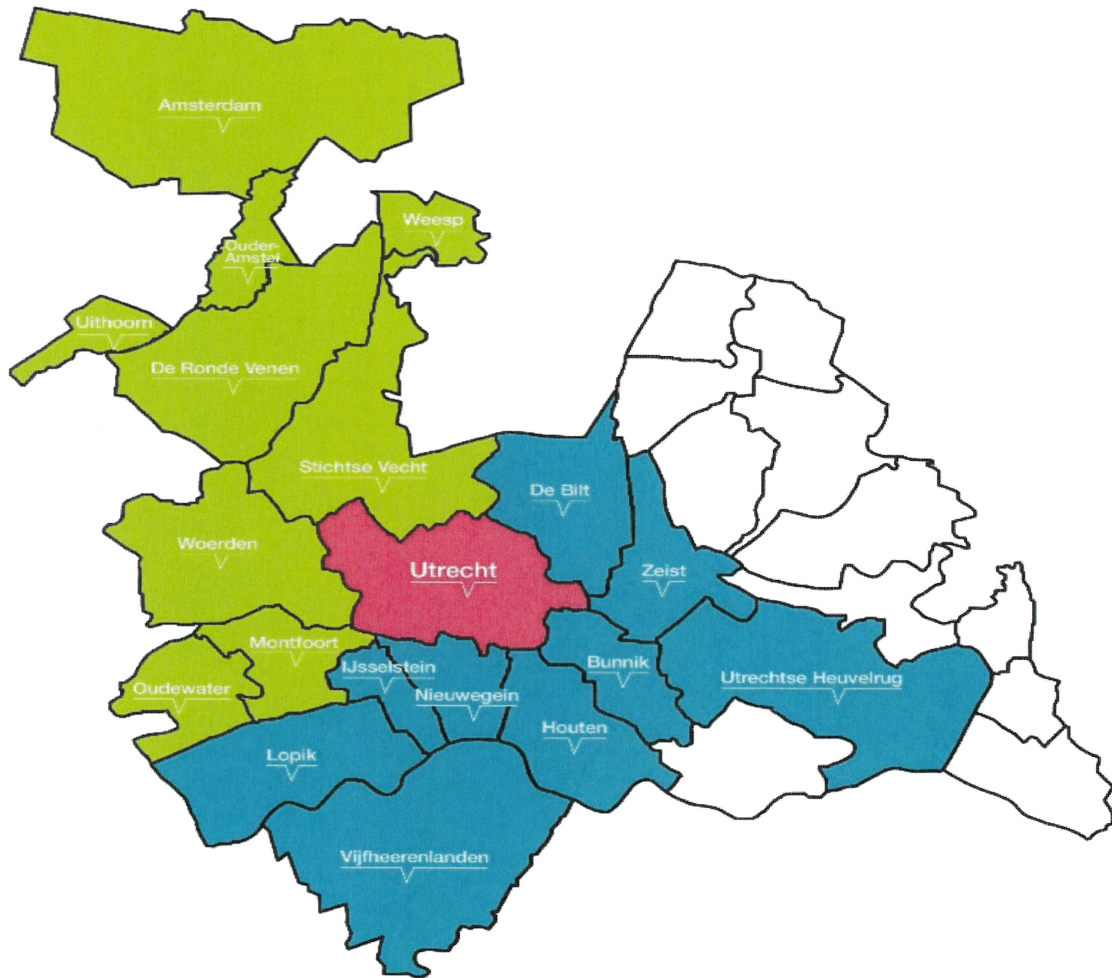 Amsterdam
Weesp
Ouder-
Amstel
Uithoorn
De Ronde Venen
Stichtse Vecht
De Bilt
Woerden
Utrecht
Zeist
Montfoort
IJsselstein
Bunnik
Oudewater
Nieuwegein
Utrechtse Heuvelrug
Houten
Lopik
Vijfheerenlanden